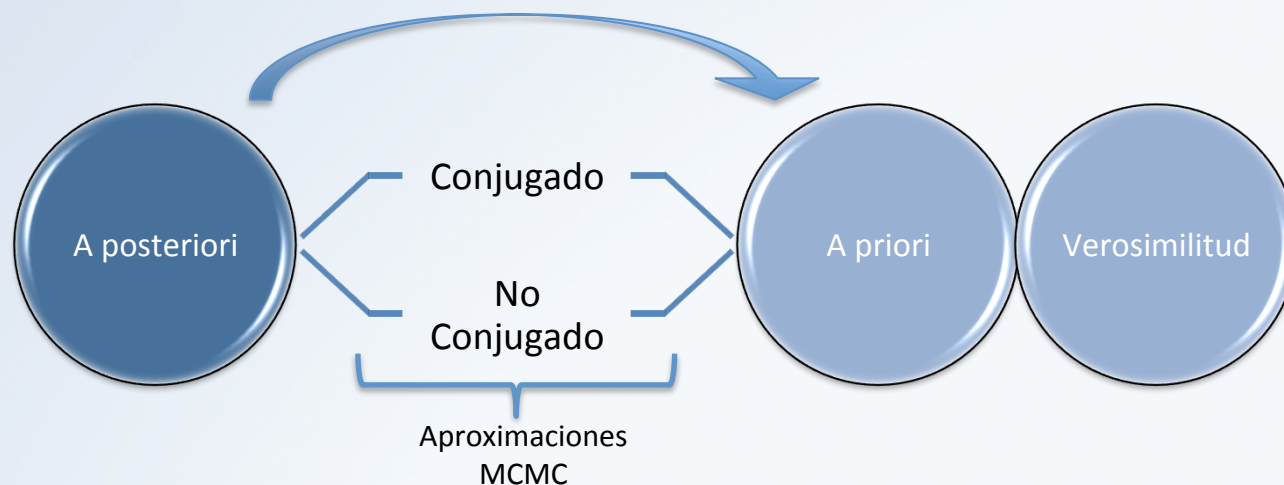 A posteriori
Conjugado
No
Conjugado
Aproximaciones
MCMC
A priori
Verosimilitud